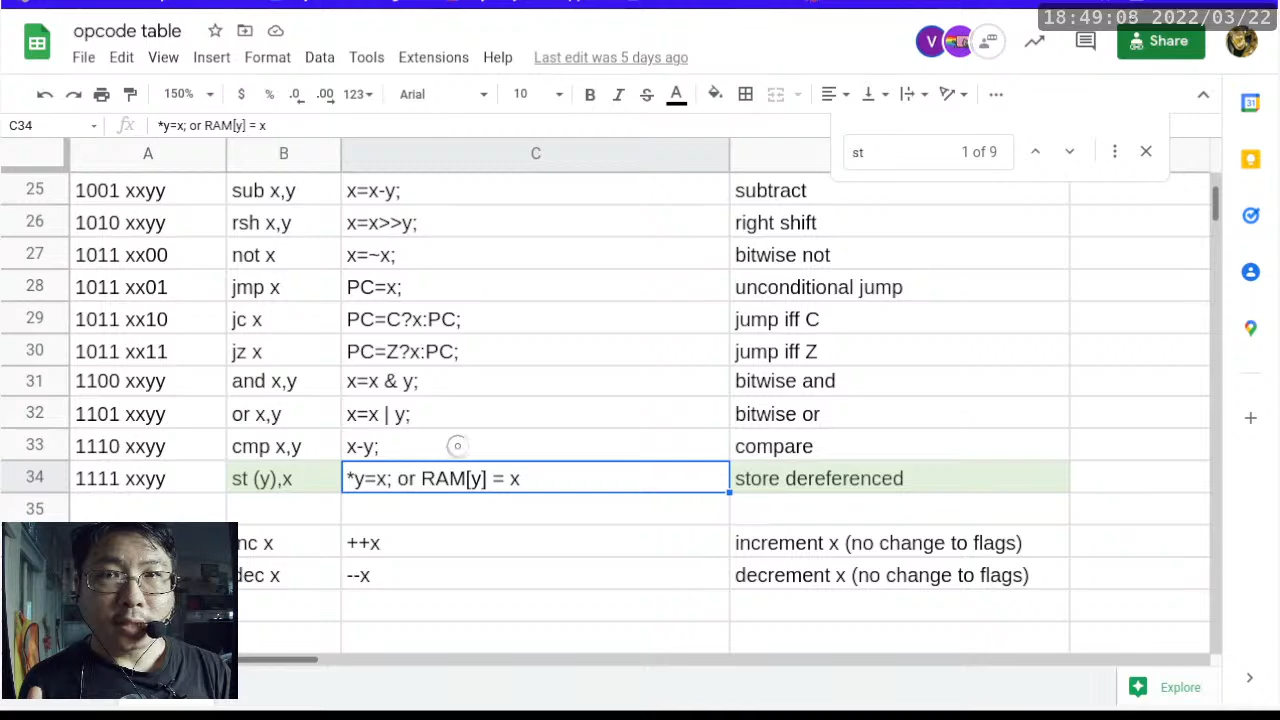 18:49:08 2022/03/22
opcode table
File Edit View Insert Format Data Tools Extensions Help Last edit was 5 days ago
V
Share
150% $ % .0 .00 123 Arial 10 B I S A
C34 fx *y=x; or RAM[y] = x
st 1 of 9
A B C
25 1001 xxyy sub x,y x=x-y; subtract
26 1010 xxyy rsh x,y x=x>>y; right shift
27 1011 xx00 not x x=~x; bitwise not
28 1011 xx01 jmp x PC=x; unconditional jump
29 1011 xx10 jc x PC=C?x:PC; jump iff C
30 1011 xx11 jz x PC=Z?x:PC; jump iff Z
31 1100 xxyy and x,y x=x & y; bitwise and
32 1101 xxyy or x,y x=x | y; bitwise or
33 1110 xxyy cmp x,y x-y; compare
34 1111 xxyy st (y),x *y=x; or RAM[y] = x store dereferenced
35
inc x ++x increment x (no change to flags)
dec x --x decrement x (no change to flags)
31
Explore